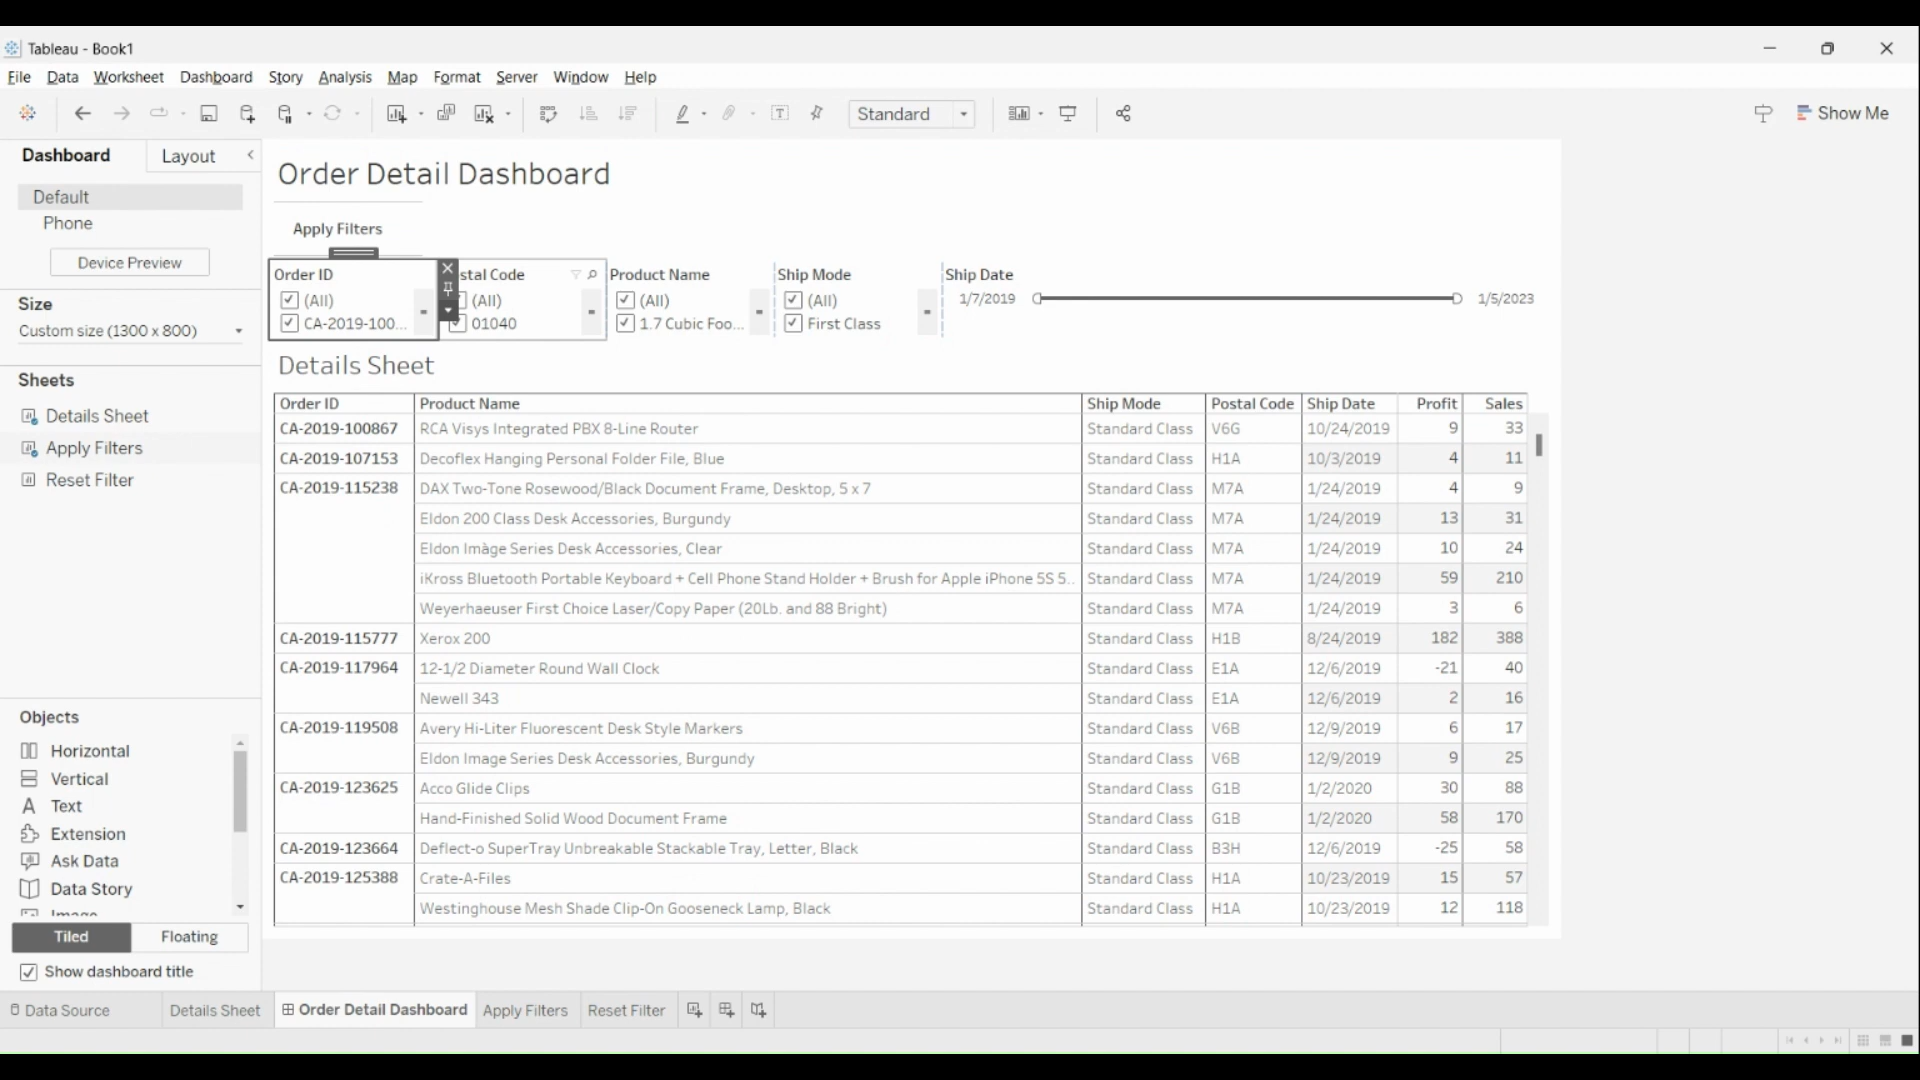 Tableau - Book1
File Data Worksheet Dashboard Story Analysis Map Format Server Window Help
Standard
Show Me
Dashboard Layout
Default
Phone
Device Preview
Size
Custom size (1300 x 800)
Sheets
Details Sheet
Apply Filters
Reset Filter
Objects
Horizontal
Vertical
Text
Extension
Ask Data
Data Story
Tiled Floating
Show dashboard title
Order Detail Dashboard
Apply Filters
Order ID stal Code Product Name Ship Mode Ship Date
(All) (All) (All) (All) 1/7/2019 1/5/2023
CA-2019-100... 01040 1.7 Cubic Foo... First Class
Details Sheet
Order ID Product Name Ship Mode Postal Code Ship Date Profit Sales
CA-2019-100867 RCA Visys Integrated PBX 8-Line Router Standard Class V6G 10/24/2019 9 33
CA-2019-107153 Decoflex Hanging Personal Folder File, Blue Standard Class H1A 10/3/2019 4 11
CA-2019-115238 DAX Two-Tone Rosewood/Black Document Frame, Desktop, 5 x 7 Standard Class M7A 1/24/2019 4 9
Eldon 200 Class Desk Accessories, Burgundy Standard Class M7A 1/24/2019 13 31
Eldon Imàge Series Desk Accessories, Clear Standard Class M7A 1/24/2019 10 24
iKross Bluetooth Portable Keyboard + Cell Phone Stand Holder + Brush for Apple iPhone 5S 5.. Standard Class M7A 1/24/2019 59 210
Weyerhaeuser First Choice Laser/Copy Paper (20Lb. and 88 Bright) Standard Class M7A 1/24/2019 3 6
CA-2019-115777 Xerox 200 Standard Class H1B 8/24/2019 182 388
CA-2019-117964 12-1/2 Diameter Round Wall Clock Standard Class E1A 12/6/2019 -21 40
Newell 343 Standard Class E1A 12/6/2019 2 16
CA-2019-119508 Avery Hi-Liter Fluorescent Desk Style Markers Standard Class V6B 12/9/2019 6 17
Eldon Image Series Desk Accessories, Burgundy Standard Class V6B 12/9/2019 9 25
CA-2019-123625 Acco Glide Clips Standard Class G1B 1/2/2020 30 88
Hand-Finished Solid Wood Document Frame Standard Class G1B 1/2/2020 58 170
CA-2019-123664 Deflect-o SuperTray Unbreakable Stackable Tray, Letter, Black Standard Class B3H 12/6/2019 -25 58
CA-2019-125388 Crate-A-Files Standard Class H1A 10/23/2019 15 57
Westinghouse Mesh Shade Clip-On Gooseneck Lamp, Black Standard Class H1A 10/23/2019 12 118
Data Source Details Sheet Order Detail Dashboard Apply Filters Reset Filter